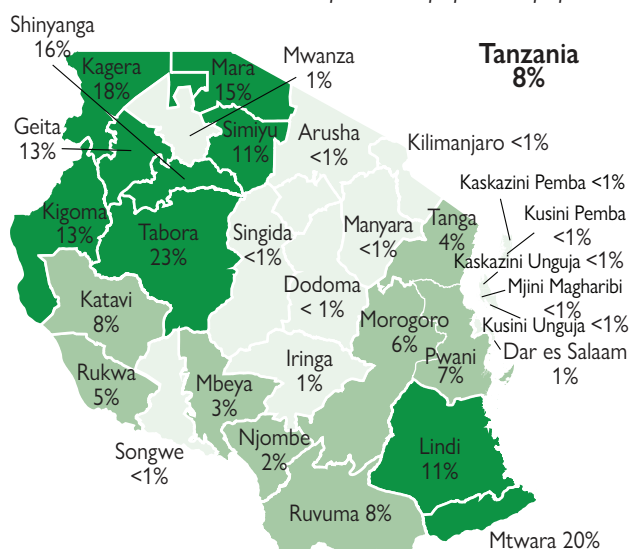 Shinyanga
16%
Kagera
18%
Mara
15%
Mwanza
1%
Tanzania
8%
Geita
13%
Simiyu
11%
Arusha
<1%
Kilimanjaro <1%
Kaskazini Pemba <1%
Kusini Pemba
<1%
Kigoma
13%
Tabora
23%
Singida
<1%
Manyara
<1%
Tanga
4%
Kaskazini Unguja <1%
Mjini Magharibi
<1%
Kusini Unguja <1%
Dodoma
< 1%
Katavi
8%
Morogoro
6%
Dar es Salaam
1%
Pwani
7%
Iringa
1%
Rukwa
5%
Mbeya
3%
Songwe
<1%
Njombe
2%
Lindi
11%
Ruvuma 8%
Mtwara 20%